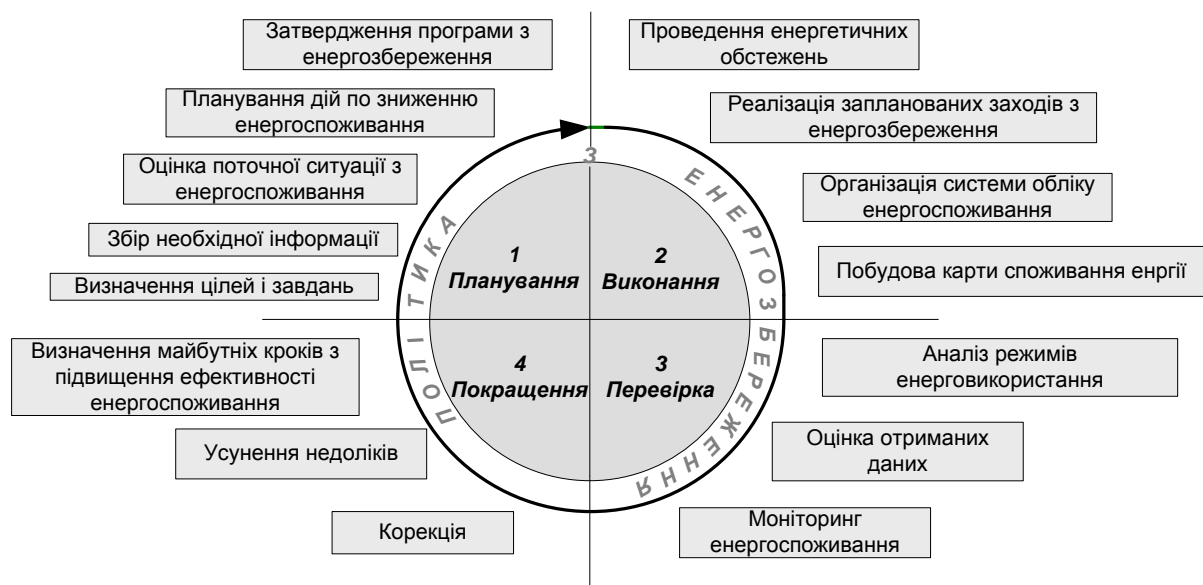 Затвердження програми з
енергозбереження
Планування дій по зниженню
енергоспоживання
Оцінка поточної ситуації з
енергоспоживання
Збір необхідної інформації
Визначення цілей і завдань
Проведення енергетичних
обстежень
Реалізація запланованих заходів з
енергозбереження
Організація системи обліку
енергоспоживання
Побудова карти споживання енргії
ПОЛІТИКА З ЕНЕРГОЗБЕРЕЖЕННЯ
1
Планування
2
Виконання
4
Покращення
3
Перевірка
Визначення майбутніх кроків з
підвищення ефективності
енергоспоживання
Усунення недоліків
Корекція
Аналіз режимів
енерговикористання
Оцінка отриманих
даних
Моніторинг
енергоспоживання